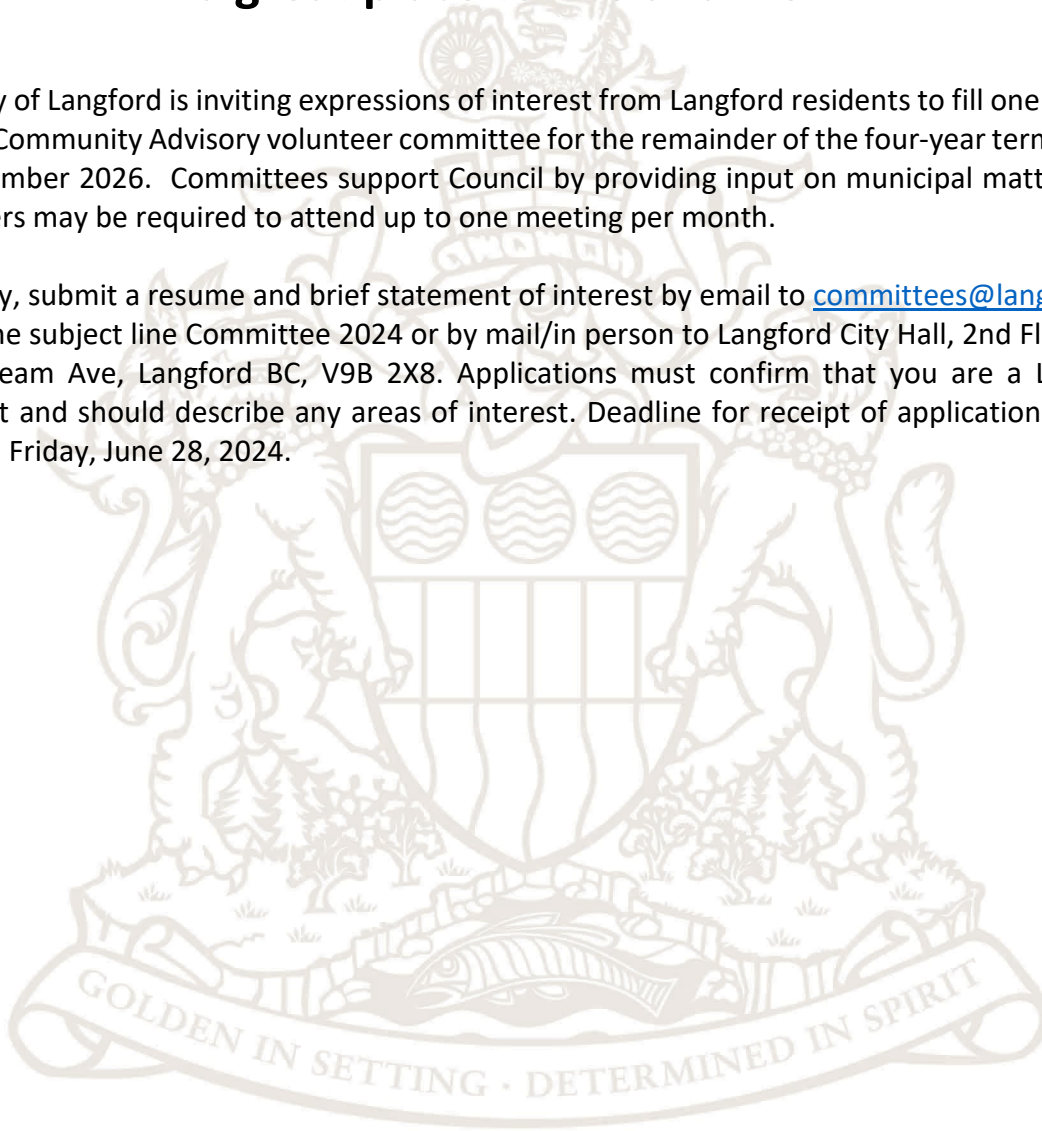 y of Langford is inviting expressions of interest from Langford residents to fill one
Community Advisory volunteer committee for the remainder of the four-year tern
mber 2026. Committees support Council by providing input on municipal matt
ers may be required to attend up to one meeting per month.
y, submit a resume and brief statement of interest by email to committees@lang
ne subject line Committee 2024 or by mail/in person to Langford City Hall, 2nd Fl
eam Ave, Langford BC, V9B 2X8. Applications must confirm that you are a L
t and should describe any areas of interest. Deadline for receipt of application
Friday, June 28, 2024.
GOLDEN IN SETTING · DETERMINED IN SPIRIT